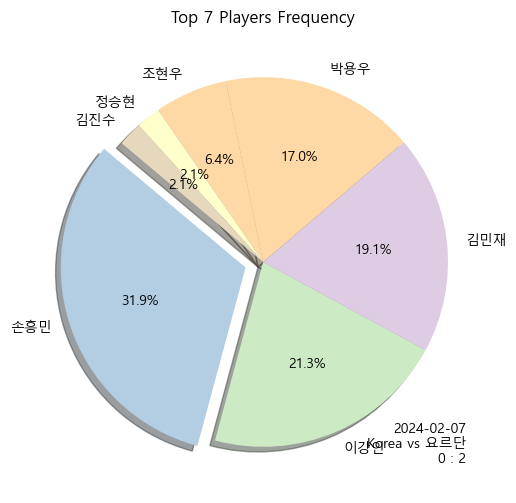 Top 7 Players Frequency
박용우
조현우
정승현
김진수
17.0%
6.4%
2.1%
2.1%
김민재
19.1%
31.9%
손흥민
21.3%
2024-02-07
이강인
Korea vs 요르단
0 : 2